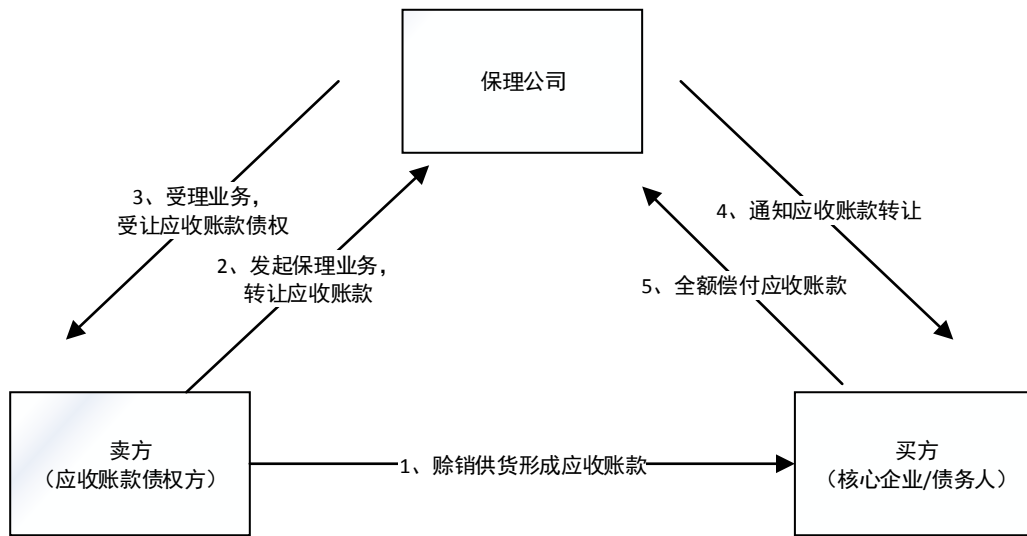 保理公司
3、受理业务，
受让应收账款债权
4、通知应收账款转让
2、发起保理业务，
转让应收账款
5、全额偿付应收账款
卖方
（应收账款债权方）
1、赊销供货形成应收账款
买方
（核心企业/债务人）